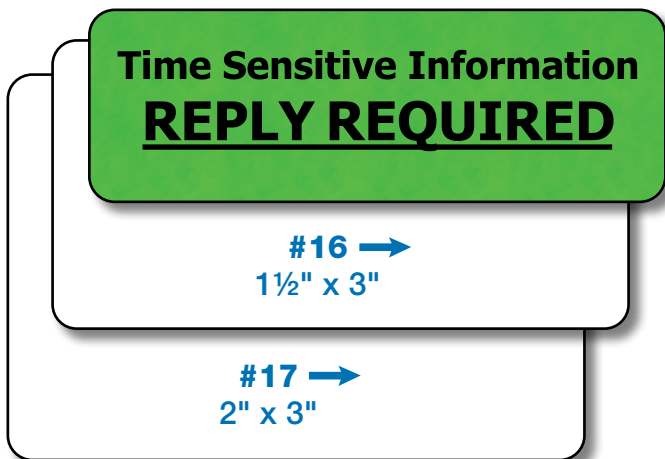 Time Sensitive Information
REPLY REQUIRED
#16 →
1½" x 3"
#17 →
2" x 3"